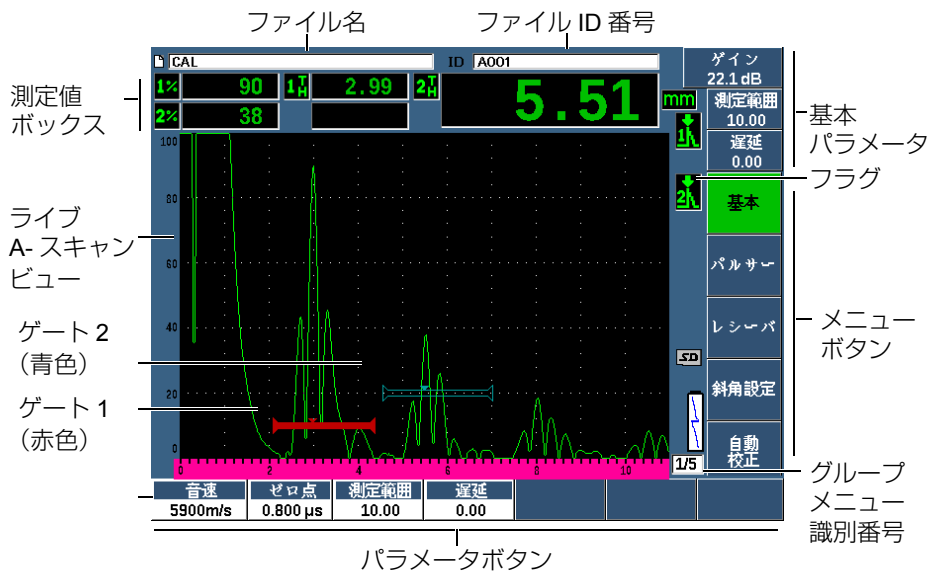 ファイル名
ファイル ID 番号
CAL
ID
A001
ゲイン
22.1 dB
1%
90
1 T H
2.99
2 T H
5.51
mm
2%
38
測定範囲
10.00
遅延
0.00
測定値
ボックス
基本
パラメータ
フラグ
1
2
100
80
60
40
20
0
0
2
4
6
8
10
ライブ
A- スキャン
ビュー
ゲート 2
（青色）
ゲート 1
（赤色）
基本
パルサー
レシーバ
斜角設定
自動
校正
SD
1/5
メニュー
ボタン
グループ
メニュー
識別番号
音速
5900m/s
ゼロ点
0.800 µs
測定範囲
10.00
遅延
0.00
パラメータボタン